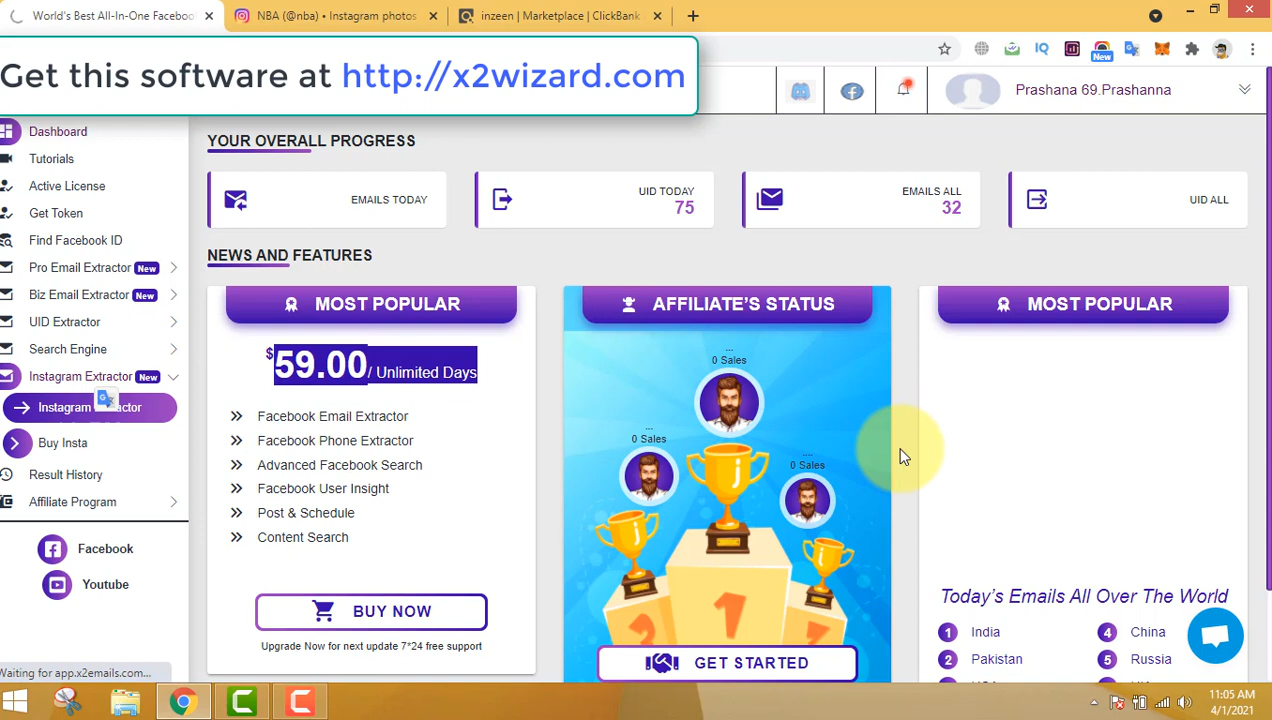 World's Best All-In-One Faceboo
NBA (@nba) • Instagram photos
inzeen | Marketplace | ClickBank
Get this software at http://x2wizard.com
IQ
New
Prashana 69.Prashanna
Dashboard
Tutorials
Active License
Get Token
Find Facebook ID
Pro Email Extractor New
Biz Email Extractor New
UID Extractor
Search Engine
Instagram Extractor New
Buy Insta
Result History
Affiliate Program
Facebook
Youtube
Waiting for app.x2emails.com...
YOUR OVERALL PROGRESS
EMAILS TODAY
UID TODAY
75
EMAILS ALL
32
UID ALL
NEWS AND FEATURES
MOST POPULAR
$59.00/ Unlimited Days
Facebook Email Extractor
Facebook Phone Extractor
Advanced Facebook Search
Facebook User Insight
Post & Schedule
Content Search
BUY NOW
Upgrade Now for next update 7*24 free support
AFFILIATE'S STATUS
...
0 Sales
...
0 Sales
....
0 Sales
1
2
3
GET STARTED
MOST POPULAR
Today's Emails All Over The World
1 India
4 China
2 Pakistan
5 Russia
11:05 AM
4/1/2021